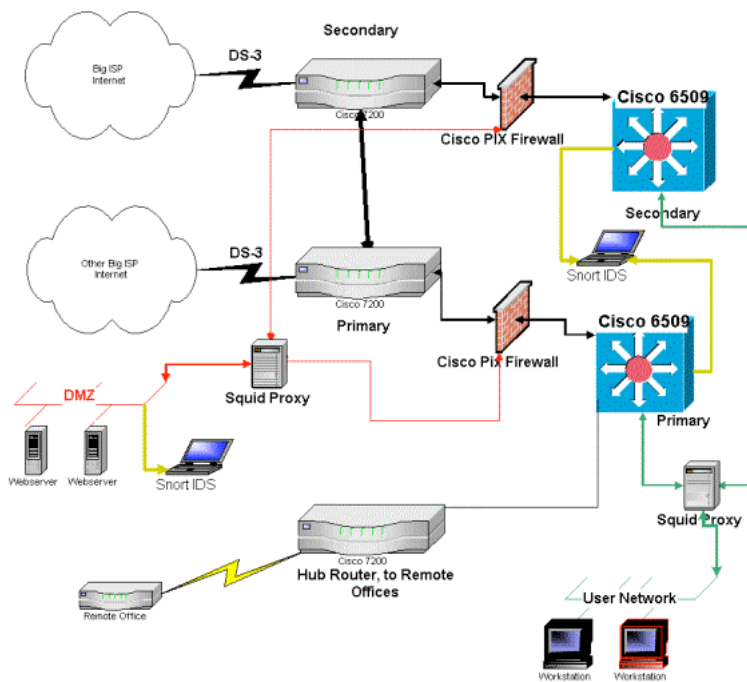 Secondary
Big ISP
Internet
DS-3
Cisco 7200
Cisco PIX Firewall
Cisco 6509
Secondary
Other Big ISP
Internet
DS-3
Cisco 7200
Primary
Snort IDS
Cisco Pix Firewall
Cisco 6509
Primary
DMZ
Squid Proxy
Webserver
Webserver
Snort IDS
Squid Proxy
Cisco 7200
Hub Router, to Remote
Offices
Remote Office
User Network
Workstation
Workstation